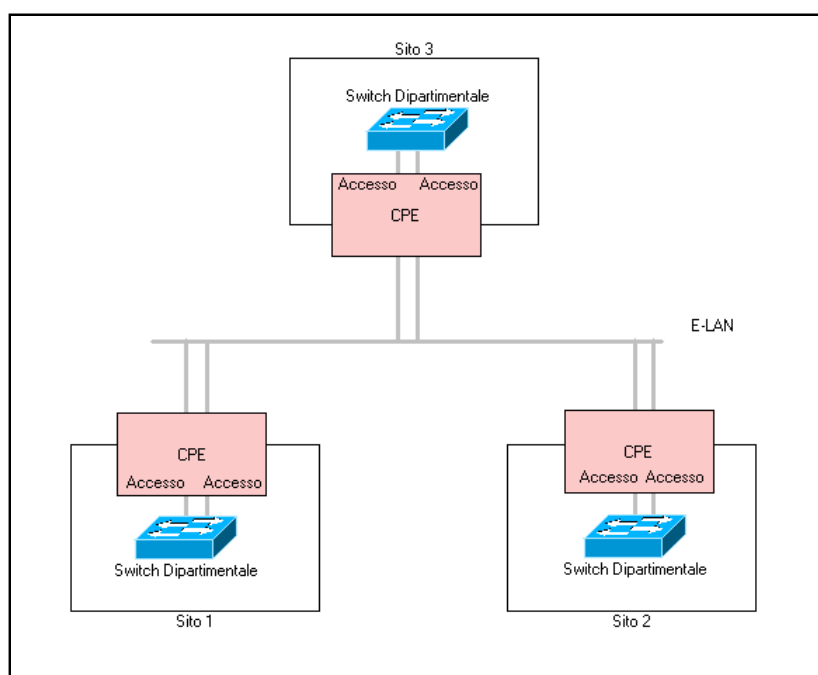 Sito 3
Switch Dipartimentale
Accesso Accesso
CPE
E-LAN
CPE
Accesso Accesso
Switch Dipartimentale
Sito 1
CPE
Accesso Accesso
Switch Dipartimentale
Sito 2